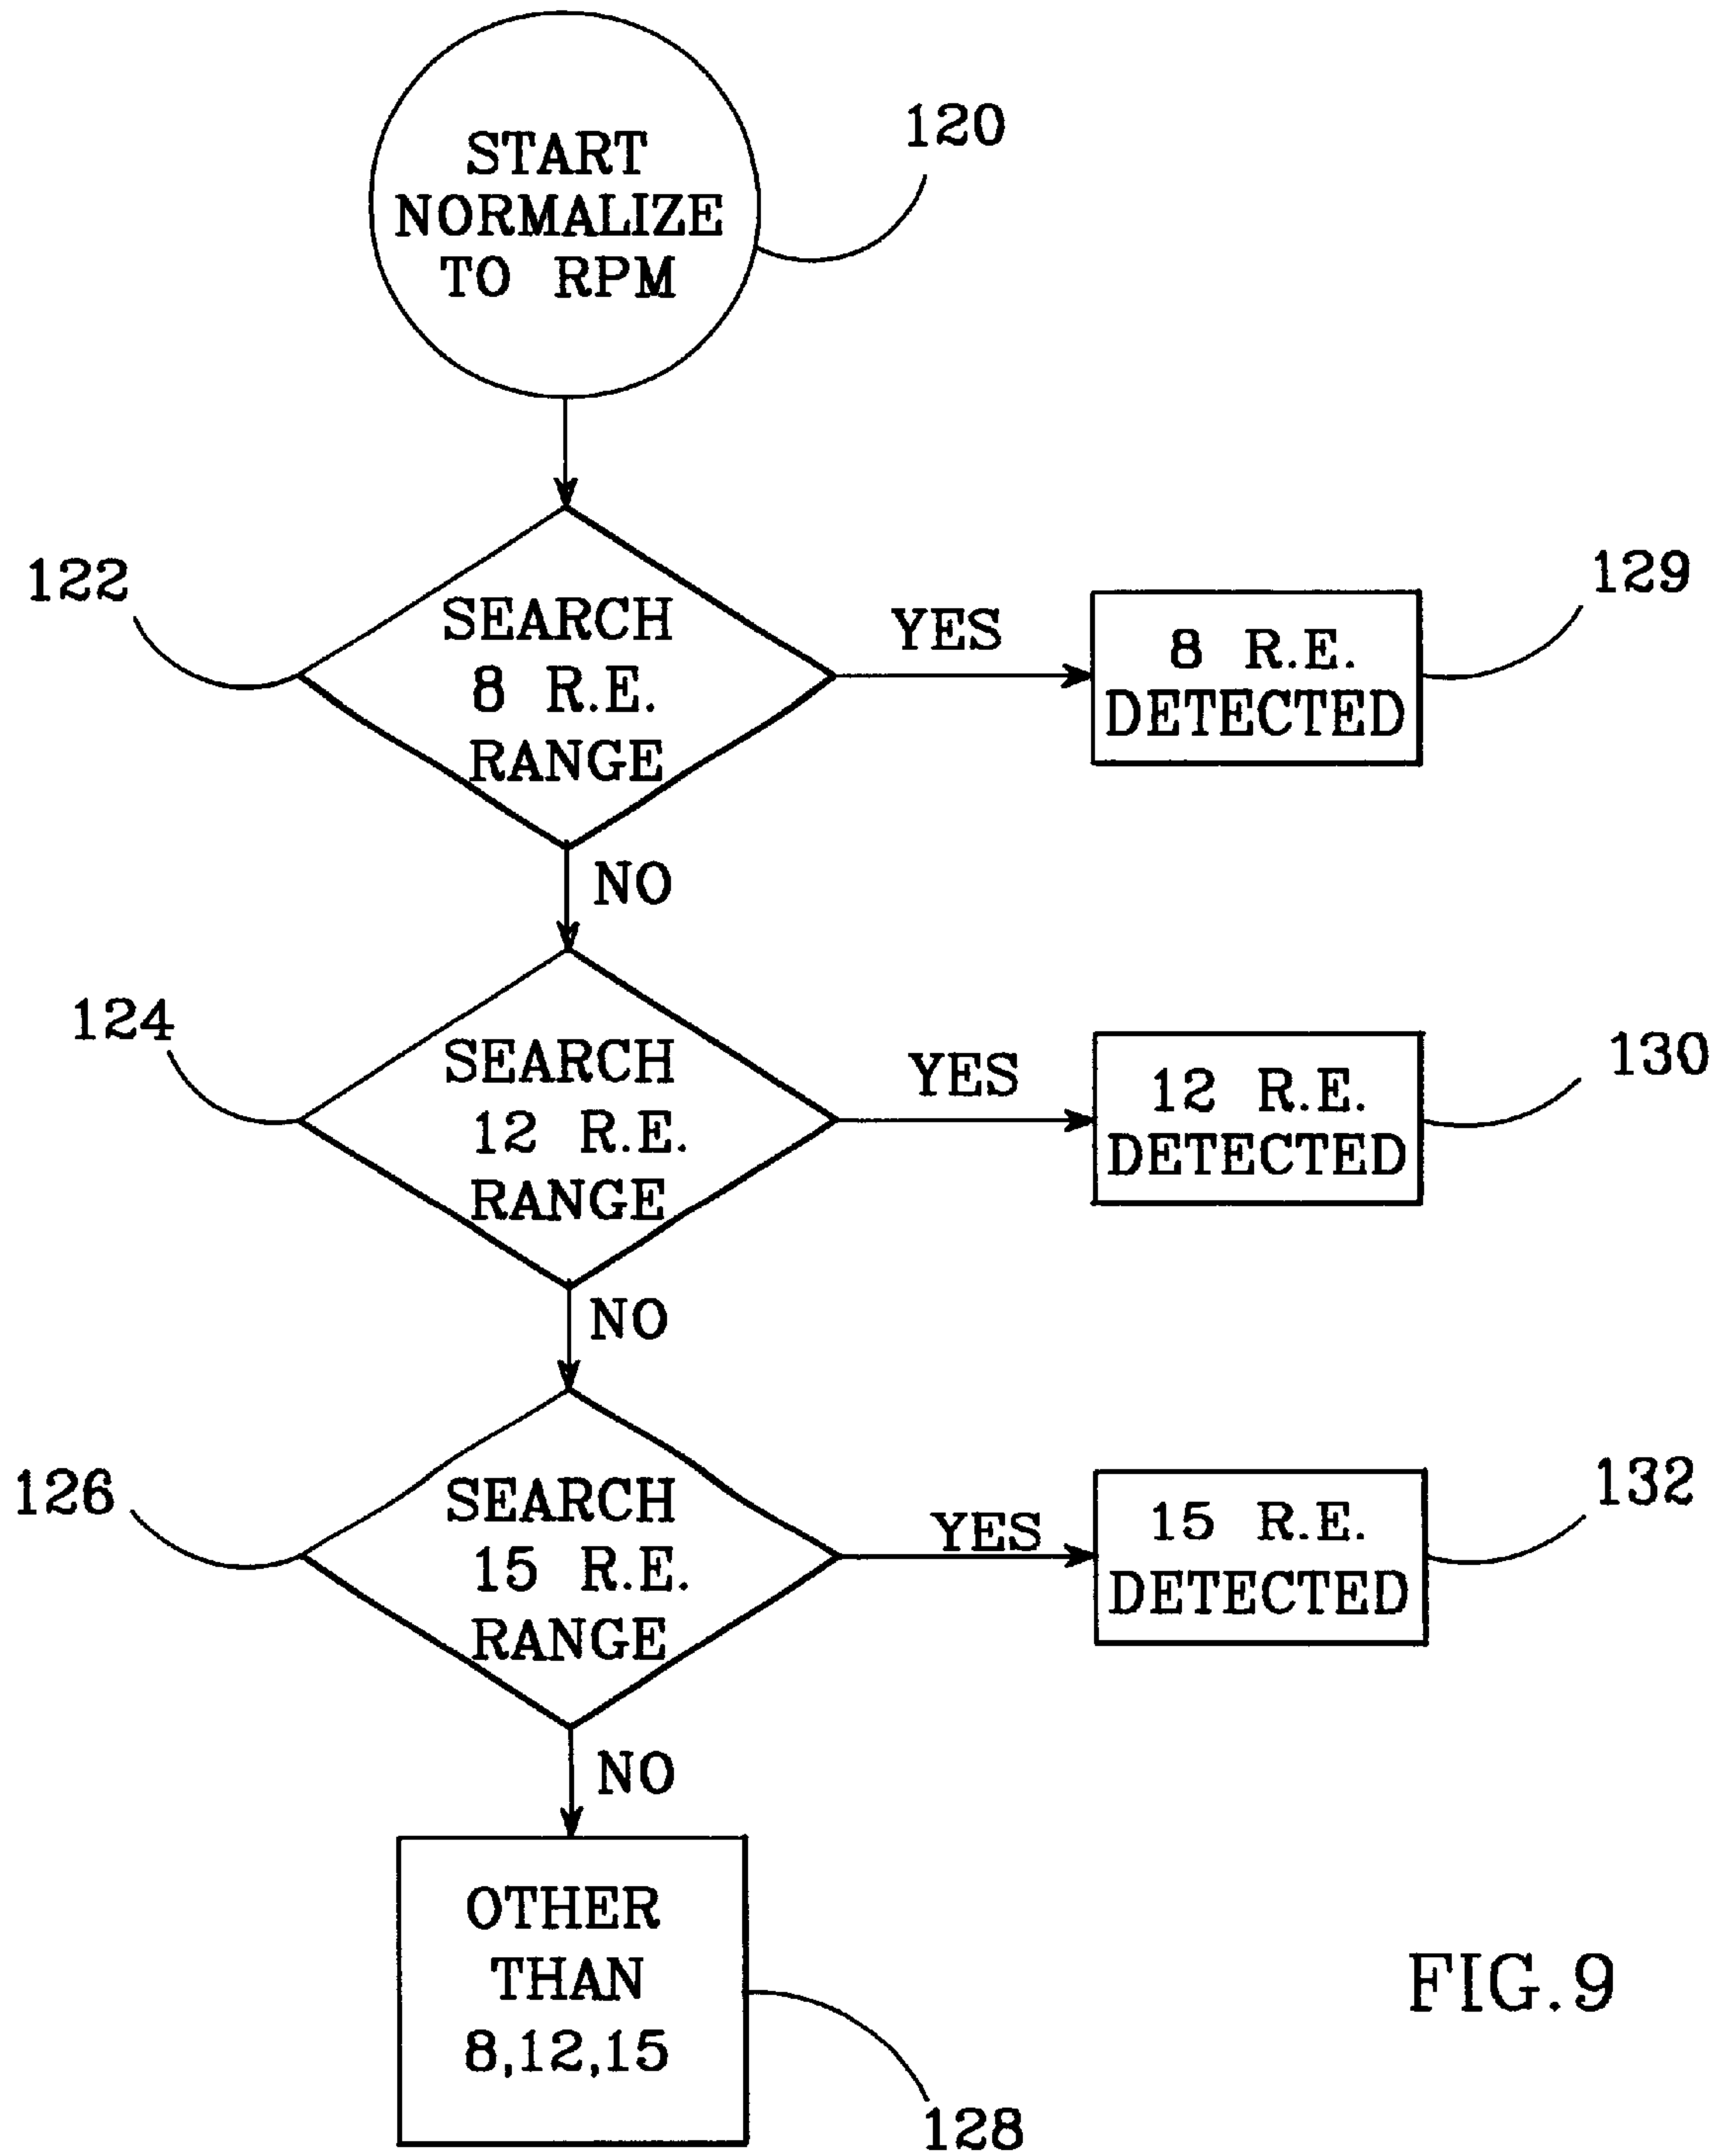 START
NORMALIZE
TO RPM
120
122
SEARCH
8 R.E.
RANGE
YES
8 R.E.
DETECTED
129
NO
124
SEARCH
12 R.E.
RANGE
YES
12 R.E.
DETECTED
130
NO
126
SEARCH
15 R.E.
RANGE
YES
15 R.E.
DETECTED
132
NO
OTHER
THAN
8,12,15
128
FIG.9